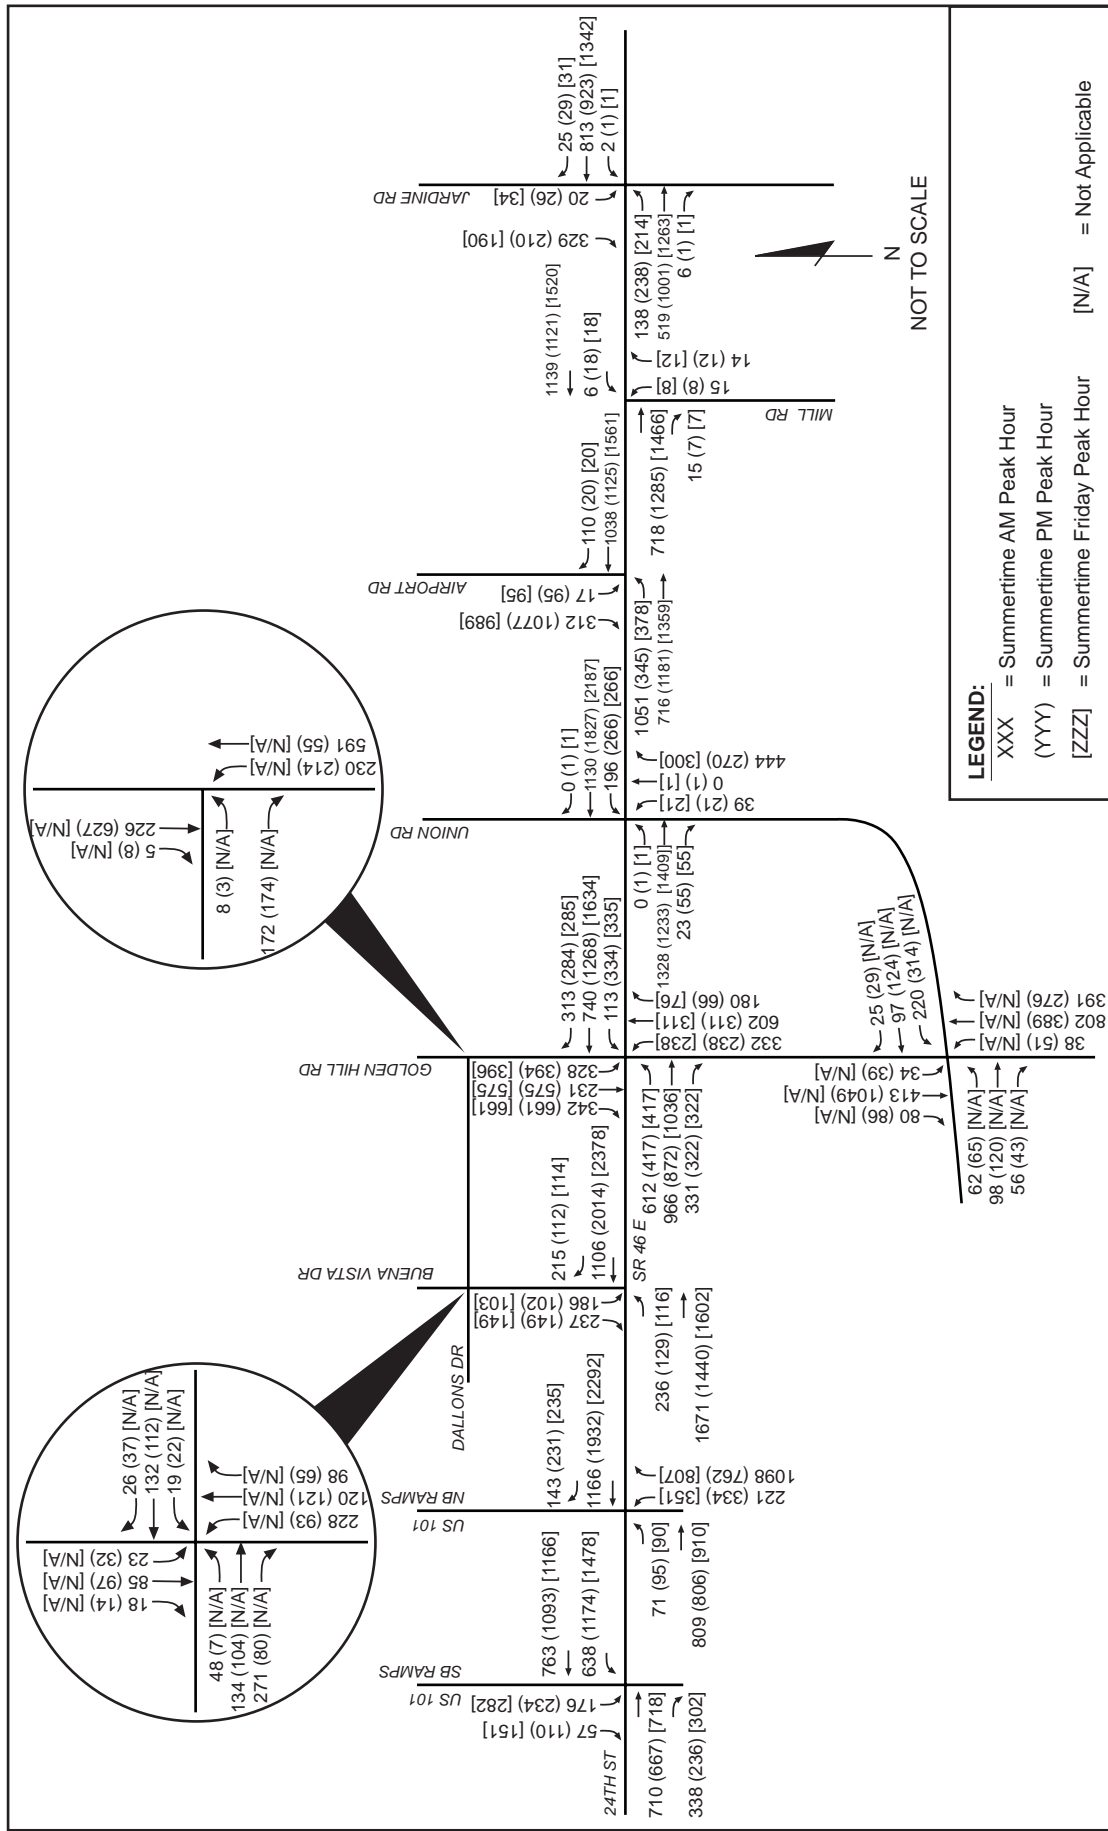 26 (37) [N/A]
132 (112) [N/A]
19 (22) [N/A]
23 (32) [N/A]
85 (97) [N/A]
18 (14) [N/A]
48 (7) [N/A]
134 (104) [N/A]
271 (80) [N/A]
98 (65) [N/A]
120 (121) [N/A]
228 (93) [N/A]
226 (627) [N/A]
5 (8) [N/A]
8 (3) [N/A]
172 (174) [N/A]
591 (55) [N/A]
230 (214) [N/A]
24TH ST
US 101
SB RAMPS
57 (110) [151]
176 (234) [282]
763 (1093) [1166]
638 (1174) [1478]
710 (667) [718]
338 (236) [302]
US 101
NB RAMPS
143 (231) [235]
1166 (1932) [2292]
71 (95) [90]
809 (806) [910]
221 (334) [351]
1098 (762) [807]
DALLONS DR
BUENA VISTA DR
237 (149) [149]
186 (102) [103]
215 (112) [114]
1106 (2014) [2378]
236 (129) [116]
1671 (1440) [1602]
SR 46 E
GOLDEN HILL RD
342 (661) [661]
231 (575) [575]
328 (394) [396]
313 (284) [285]
740 (1268) [1634]
113 (334) [335]
612 (417) [417]
966 (872) [1036]
331 (322) [322]
332 (238) [238]
602 (311) [311]
180 (66) [76]
UNION RD
0 (1) [1]
1130 (1827) [2187]
196 (266) [266]
0 (1) [1]
1328 (1233) [1409]]
23 (55) [55]
39 (21) [21]
0 (1) [1]
444 (270) [300]
80 (86) [N/A]
413 (1049) [N/A]
34 (39) [N/A]
25 (29) [N/A]
97 (124) [N/A]
220 (314) [N/A]
62 (65) [N/A]
98 (120) [N/A]
56 (43) [N/A]
38 (51) [N/A]
802 (389) [N/A]
391 (276) [N/A]
AIRPORT RD
312 (1077) [989]
17 (95) [95]
110 (20) [20]
1038 (1125) [1561]
1051 (345) [378]
716 (1181) [1359]
MILL RD
1139 (1121) [1520]
6 (18) [18]
718 (1285) [1466]
15 (7) [7]
15 (8) [8]
14 (12) [12]
JARDINE RD
329 (210) [190]
20 (26) [34]
25 (29) [31]
813 (923) [1342]
2 (1) [1]
138 (238) [214]
519 (1001) [1263]
6 (1) [1]
N
NOT TO SCALE
LEGEND:
XXX = Summertime AM Peak Hour
(YYY) = Summertime PM Peak Hour
[ZZZ] = Summertime Friday Peak Hour
[N/A] = Not Applicable